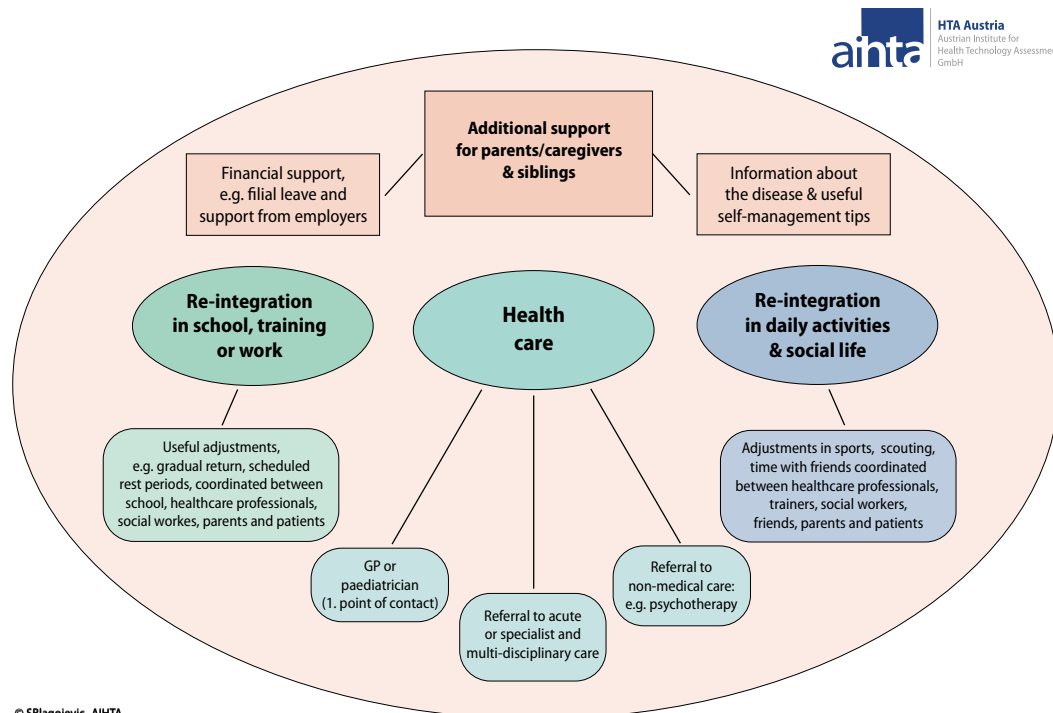 aihta
HTA Austria
Austrian Institute for
Health Technology Assessment
GmbH
Additional support
for parents/caregivers
& siblings
Financial support,
e.g. filial leave and
support from employers
Information about
the disease & useful
self-management tips
Re-integration
in school, training
or work
Health
care
Re-integration
in daily activities
& social life
Useful adjustments,
e.g. gradual return, scheduled
rest periods, coordinated between
school, healthcare professionals,
social workes, parents and patients
Adjustments in sports, scouting,
time with friends coordinated
between healthcare professionals,
trainers, social workers,
friends, parents and patients
GP or
paediatrician
(1. point of contact)
Referral to acute
or specialist and
multi-disciplinary care
Referral to
non-medical care:
e.g. psychotherapy
© SBlagojevic, AIHTA